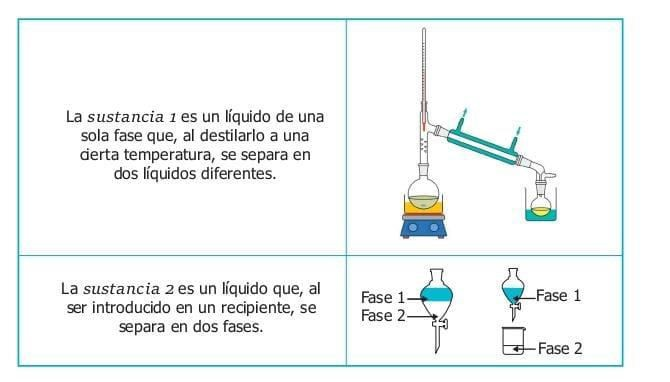 La sustancia 1 es un líquido de una
sola fase que, al destilarlo a una
cierta temperatura, se separa en
dos líquidos diferentes.
La sustancia 2 es un líquido que, al
ser introducido en un recipiente, se
separa en dos fases.
Fase 1
Fase 2
Fase 1
Fase 2